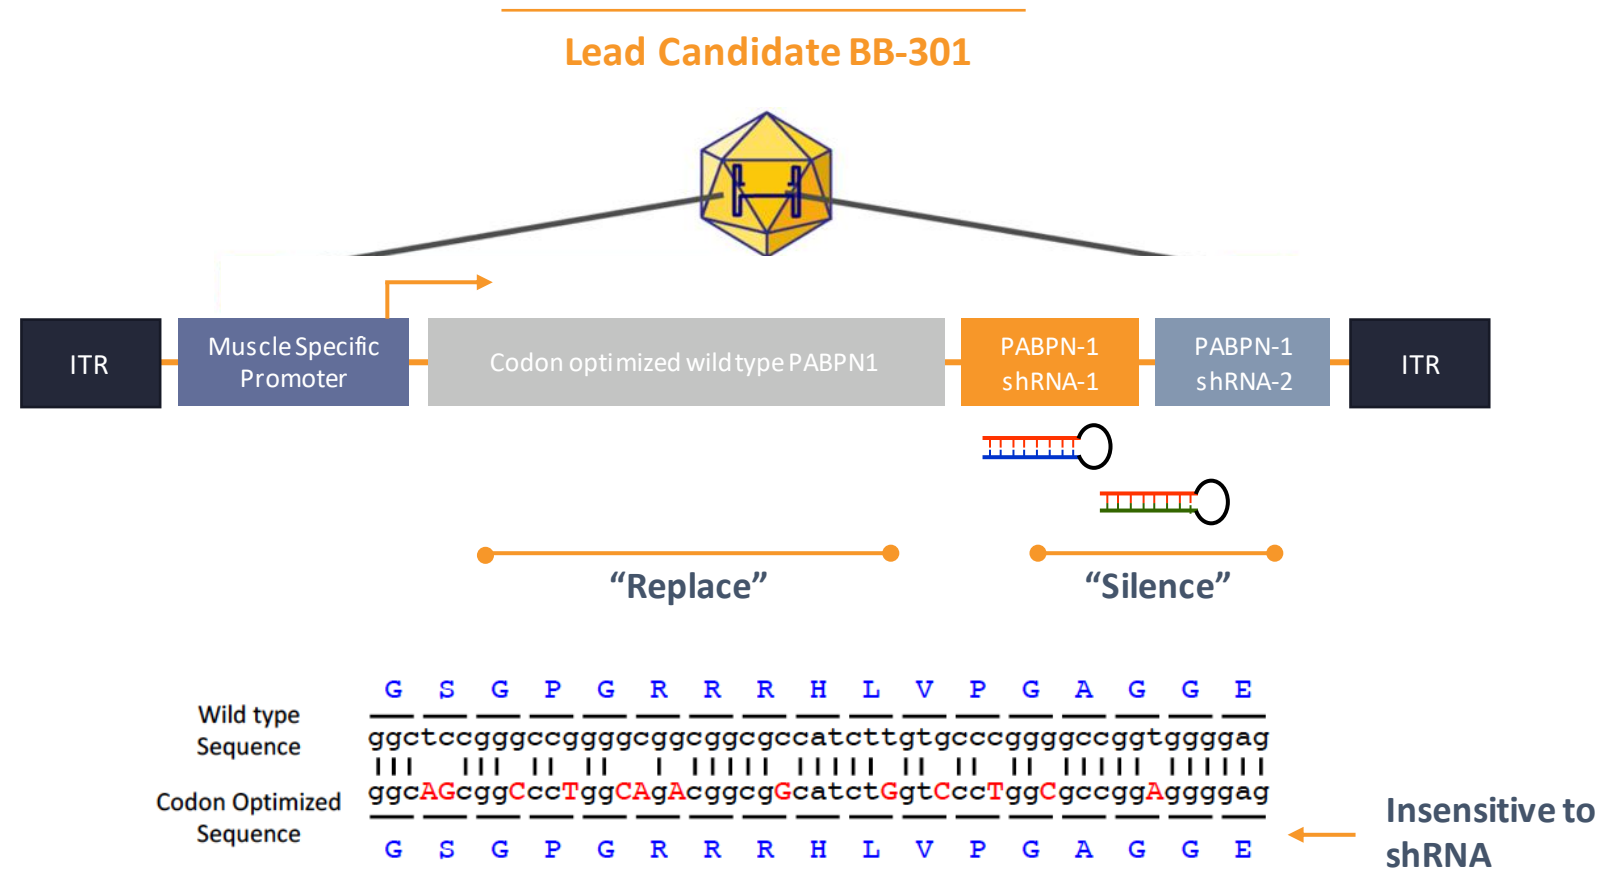 Lead Candidate BB-301
ITR
Muscle Specific
Promoter
Codon optimized wild type PABPN1
PABPN-1
shRNA-1
PABPN-1
shRNA-2
ITR
“Replace”
“Silence”
G S G P G R R R H L V P G A G G E
Wild type
Sequence
ggctccgggccggggcggcggcgccatcttgtgcccggggccggtggggag
Codon Optimized
Sequence
ggcAGcggCccTggCAgAcggcgGcatctGgtCccTggCgccggAggggag
G S G P G R R R H L V P G A G G E
Insensitive to
shRNA